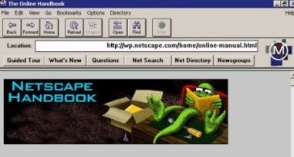 The Online Handbook
File Edit View Go Bookmarks Options Directory Help
Back Forward Home Reload Images Open Find Stop
Location: http://wp.netscape.com/home/online-manual.html
Guided Tour What's New Questions Net Search Net Directory Newsgroups
NETSCAPE
HANDBOOK